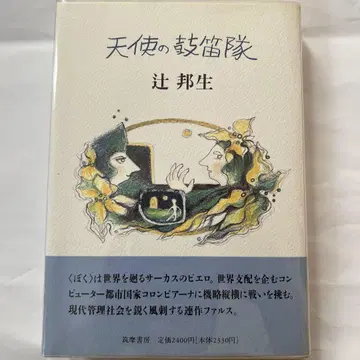 天使の鼓笛隊
辻 邦生
〈ぼく〉は世界を廻るサーカスのピエロ。世界支配を企むコン
ピューター都市国家コロンビアーナに機略縦横に戦いを挑む。
現代管理社会を鋭く風刺する連作ファルス。
筑摩書房 定価2400円[本体2330円]